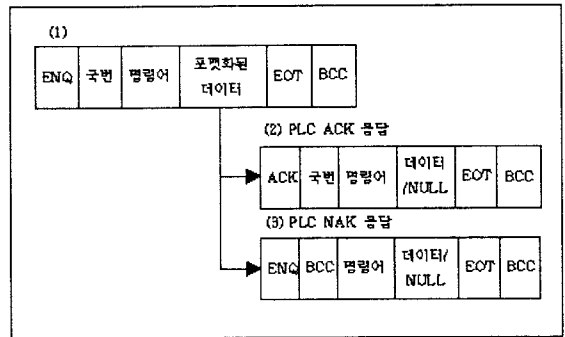 (1)
ENQ 국번 명령어 포맷화된 데이터 EOT BCC
(2) PLC ACK 응답
ACK 국번 명령어 데이터 /NULL EOT BCC
(3) PLC NAK 응답
ENQ BCC 명령어 데이터/ NULL EOT BCC